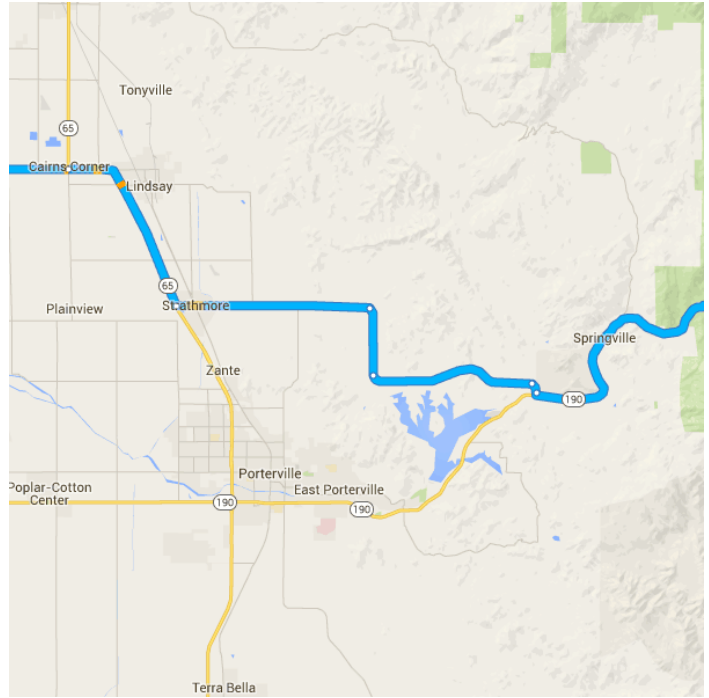 Tonyville
65
Cairns Corner
Lindsay
65
Plainview
Strathmore
Springville
Zante
190
Porterville
Poplar-Cotton
Center
East Porterville
190
190
Terra Bella